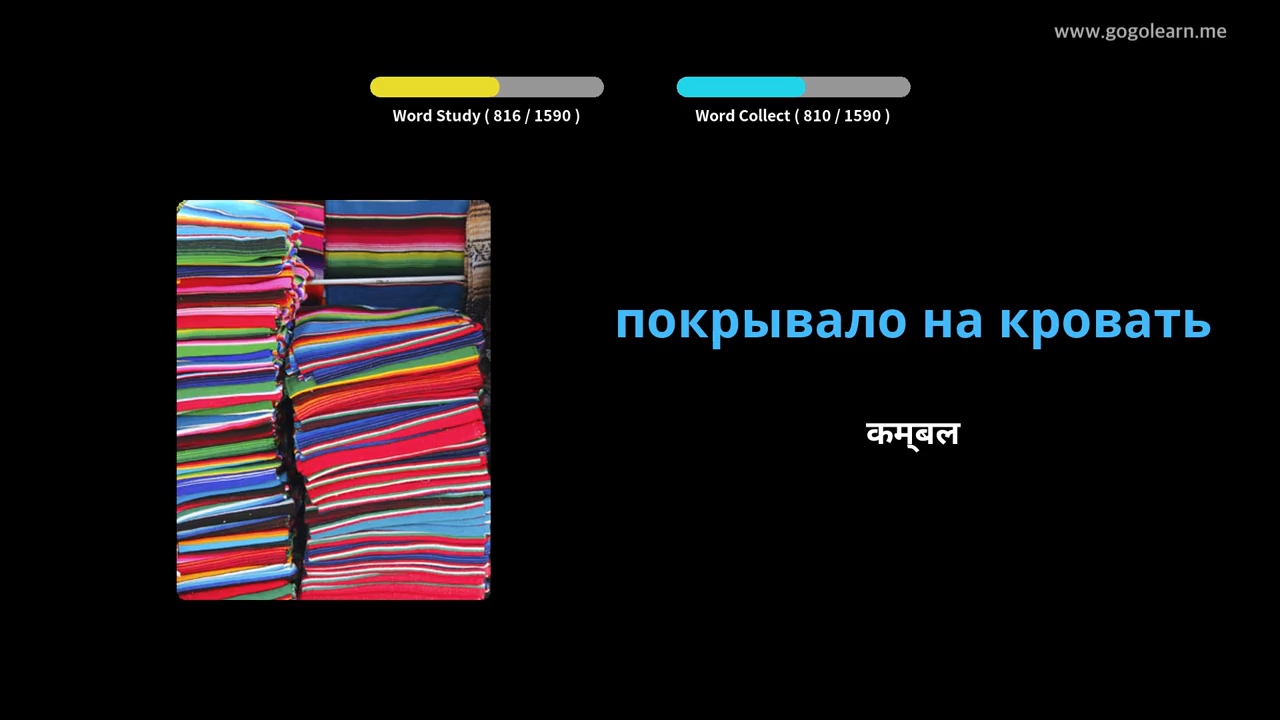 www.gogolearn.me
Word Study ( 816 / 1590 )
Word Collect ( 810 / 1590 )
покрывало на кровать
कम्बल